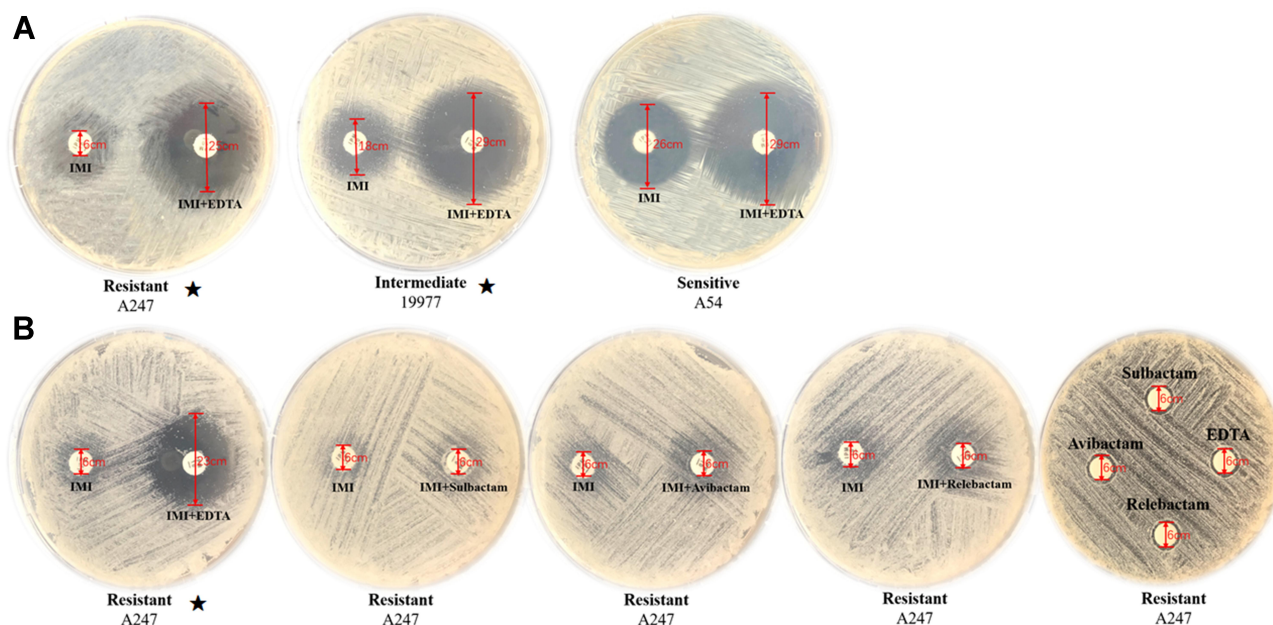 A
6cm
25cm
IMI
IMI+EDTA
Resistant ★
A247
18cm
29cm
IMI
IMI+EDTA
Intermediate ★
19977
26cm
29cm
IMI
IMI+EDTA
Sensitive
A54
B
6cm
23cm
IMI
IMI+EDTA
Resistant ★
A247
6cm
6cm
IMI
IMI+Sulbactam
Resistant
A247
6cm
6cm
IMI
IMI+Avibactam
Resistant
A247
6cm
6cm
IMI
IMI+Relebactam
Resistant
A247
Sulbactam
6cm
Avibactam
6cm
EDTA
6cm
Relebactam
6cm
Resistant
A247